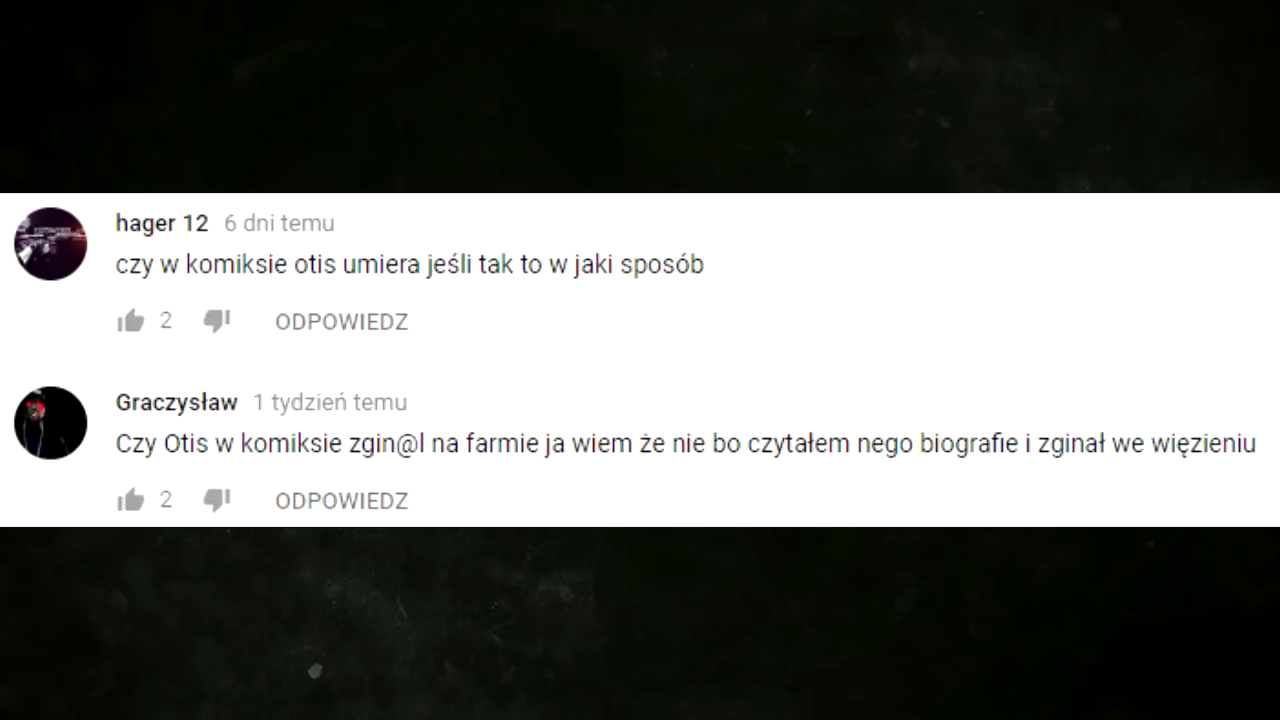 hager 12 6 dni temu
czy w komiksie otis umiera jeśli tak to w jaki sposób
2 ODPOWIEDZ
Graczysław 1 tydzień temu
Czy Otis w komiksie zgin@l na farmie ja wiem że nie bo czytałem nego biografie i zginał we więzieniu
2 ODPOWIEDZ